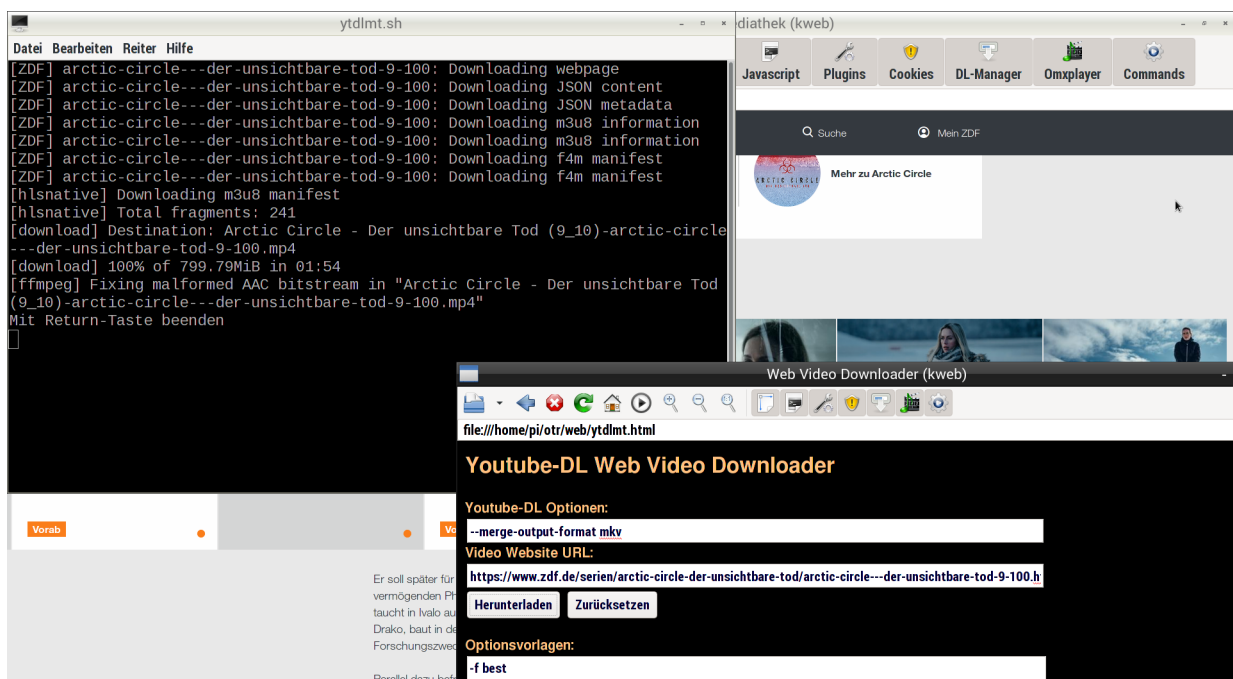 ytdlmt.sh
Datei Bearbeiten Reiter Hilfe
[ZDF] arctic-circle---der-unsichtbare-tod-9-100: Downloading webpage
[ZDF] arctic-circle---der-unsichtbare-tod-9-100: Downloading JSON content
[ZDF] arctic-circle---der-unsichtbare-tod-9-100: Downloading JSON metadata
[ZDF] arctic-circle---der-unsichtbare-tod-9-100: Downloading m3u8 information
[ZDF] arctic-circle---der-unsichtbare-tod-9-100: Downloading m3u8 information
[ZDF] arctic-circle---der-unsichtbare-tod-9-100: Downloading f4m manifest
[ZDF] arctic-circle---der-unsichtbare-tod-9-100: Downloading f4m manifest
[hlsnative] Downloading m3u8 manifest
[hlsnative] Total fragments: 241
[download] Destination: Arctic Circle - Der unsichtbare Tod (9_10)-arctic-circle
---der-unsichtbare-tod-9-100.mp4
[download] 100% of 799.79MiB in 01:54
[ffmpeg] Fixing malformed AAC bitstream in "Arctic Circle - Der unsichtbare Tod
(9_10)-arctic-circle---der-unsichtbare-tod-9-100.mp4"
Mit Return-Taste beenden
diathek (kweb)
Javascript Plugins Cookies DL-Manager Omxplayer Commands
Suche Mein ZDF
ARCTIC CIRCLE
Mehr zu Arctic Circle
Vorab
Vo
Er soll später für
vermögenden Ph
taucht in Ivalo au
Drako, baut in de
Forschungszwec
Web Video Downloader (kweb)
file:///home/pi/otr/web/ytdlmt.html
Youtube-DL Web Video Downloader
Youtube-DL Optionen:
--merge-output-format mkv
Video Website URL:
https://www.zdf.de/serien/arctic-circle-der-unsichtbare-tod/arctic-circle---der-unsichtbare-tod-9-100.h
Herunterladen Zurücksetzen
Optionsvorlagen:
-f best